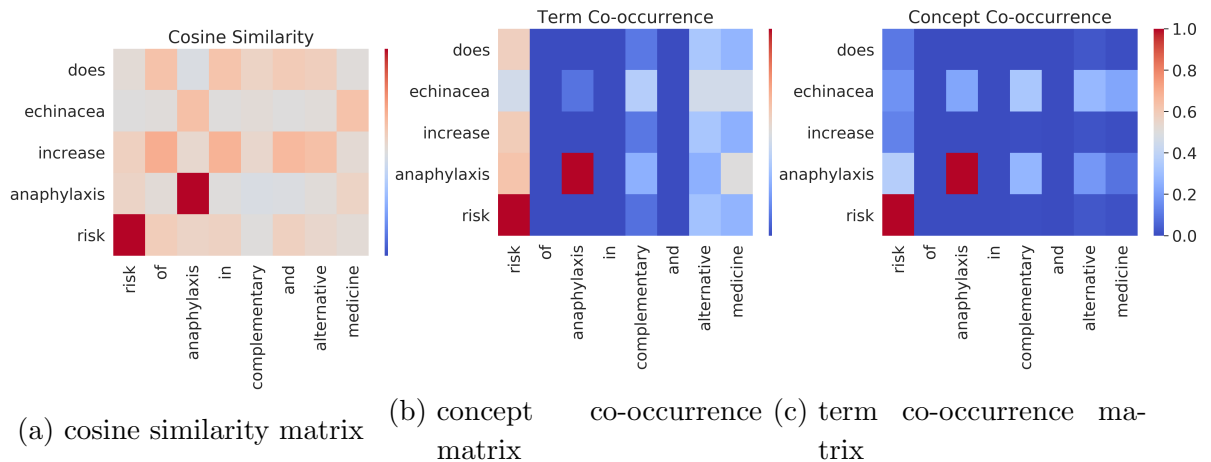 Cosine Similarity
does
echinacea
increase
anaphylaxis
risk
risk
of
anaphylaxis
in
complementary
and
alternative
medicine
(a) cosine similarity matrix
Term Co-occurrence
does
echinacea
increase
anaphylaxis
risk
risk
of
anaphylaxis
in
complementary
and
alternative
medicine
(b) concept co-occurrence
matrix
Concept Co-occurrence
does
echinacea
increase
anaphylaxis
risk
risk
of
anaphylaxis
in
complementary
and
alternative
medicine
1.0
0.8
0.6
0.4
0.2
0.0
(c) term co-occurrence ma-
trix